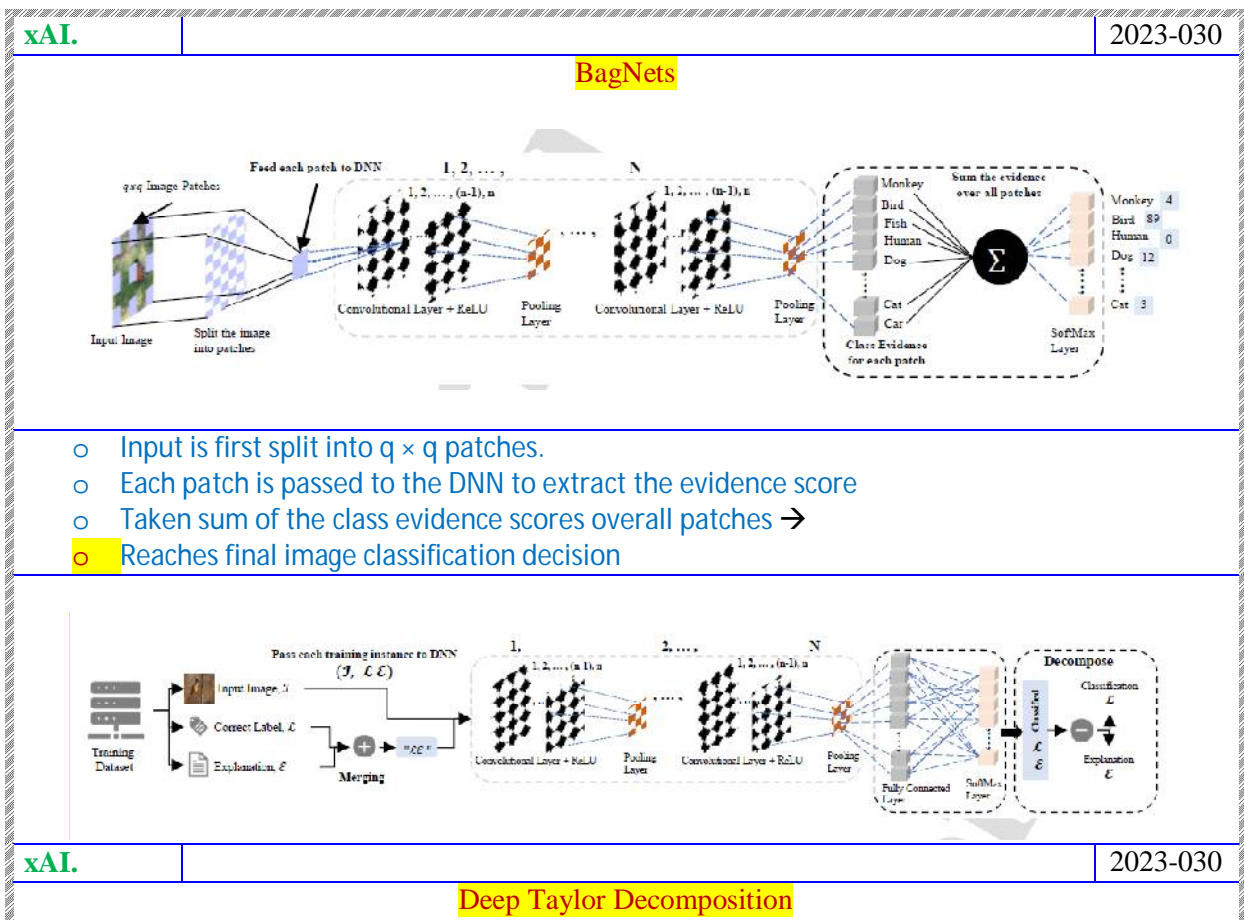 xAI. 2023-030
BagNets
Feed each patch to DNN
1, 2, … , N
q×q Image Patches
1, 2, … , (n-1), n
… , … ,
1, 2, … , (n-1), n
Sum the evidence
over all patches
Monkey
Bird
Fish
Human
Dog
Cat
Car
Σ
Monkey 4
Bird 89
Human 0
Dog 12
Cat 3
Input Image
Split the image
into patches
Convolutional Layer + ReLU
Pooling
Layer
Convolutional Layer + ReLU
Pooling
Layer
Class Evidence
for each patch
SoftMax
Layer
o Input is first split into q × q patches.
o Each patch is passed to the DNN to extract the evidence score
o Taken sum of the class evidence scores overall patches →
o Reaches final image classification decision
Pass each training instance to DNN
(I, L E)
1, 2, … , N
1, 2, … , (n-1), n
1, 2, … , (n-1), n
Input Image, I
Correct Label, L
Explanation, E
Training
Dataset
Merging
"LE"
Convolutional Layer + ReLU
Pooling
Layer
Convolutional Layer + ReLU
Pooling
Layer
Fully Connected
Layer
SoftMax
Layer
Decompose
Classified
L
E
Classification
L
Explanation
E
xAI. 2023-030
Deep Taylor Decomposition